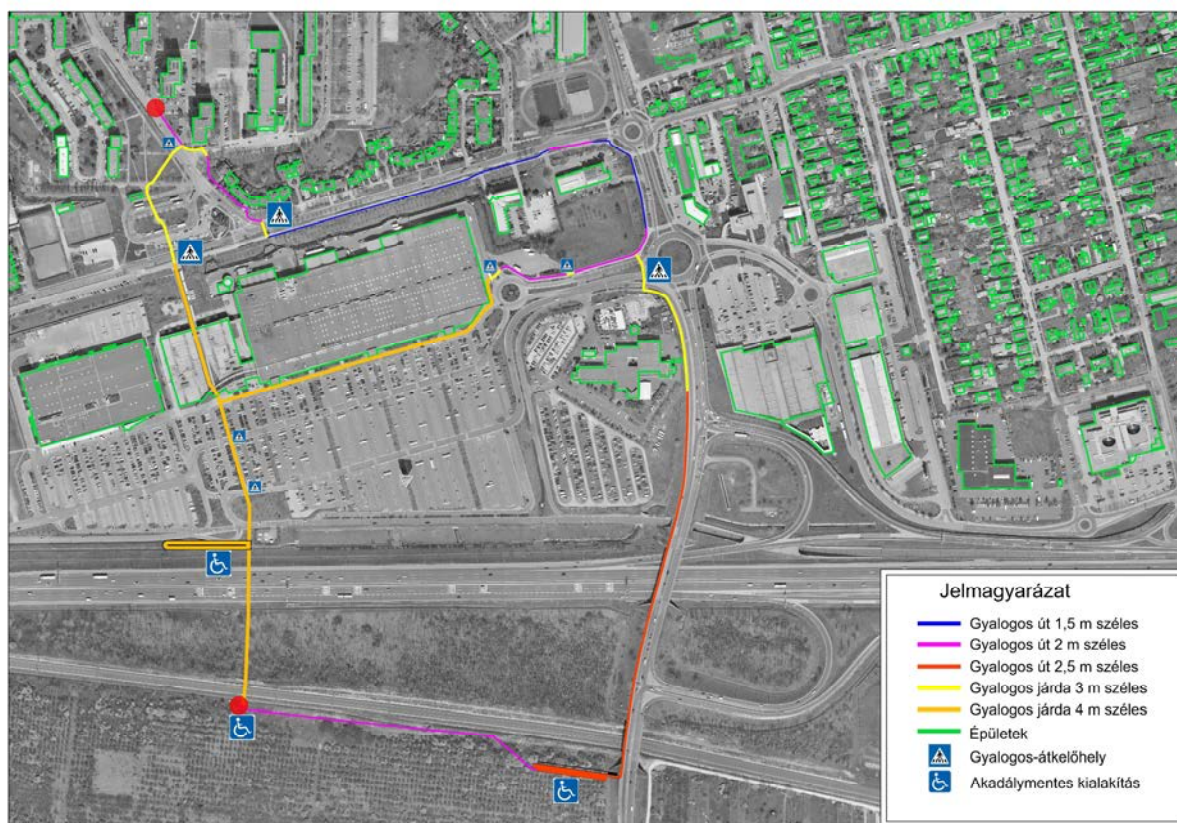 Jelmagyarázat
Gyalogos út 1,5 m széles
Gyalogos út 2 m széles
Gyalogos út 2,5 m széles
Gyalogos járda 3 m széles
Gyalogos járda 4 m széles
Épületek
Gyalogos-átkelőhely
Akadálymentes kialakítás